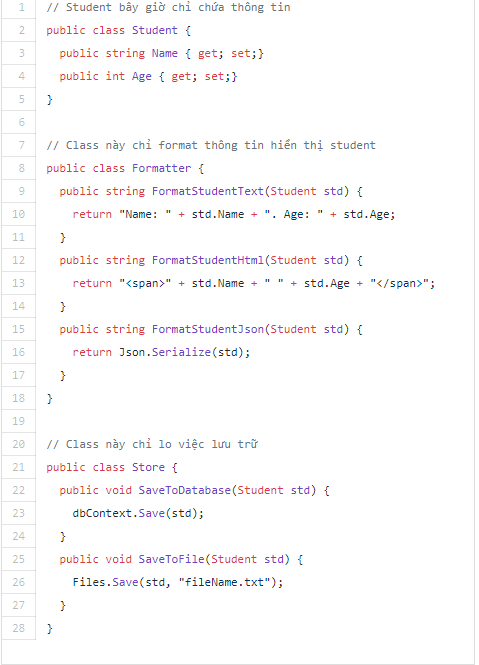 1 // Student bây giờ chỉ chứa thông tin
2 public class Student {
3 public string Name { get; set;}
4 public int Age { get; set;}
5 }
6
7 // Class này chỉ format thông tin hiển thị student
8 public class Formatter {
9 public string FormatStudentText(Student std) {
10 return "Name: " + std.Name + ". Age: " + std.Age;
11 }
12 public string FormatStudentHtml(Student std) {
13 return "<span>" + std.Name + " " + std.Age + "</span>";
14 }
15 public string FormatStudentJson(Student std) {
16 return Json.Serialize(std);
17 }
18 }
19
20 // Class này chỉ lo việc lưu trữ
21 public class Store {
22 public void SaveToDatabase(Student std) {
23 dbContext.Save(std);
24 }
25 public void SaveToFile(Student std) {
26 Files.Save(std, "fileName.txt");
27 }
28 }